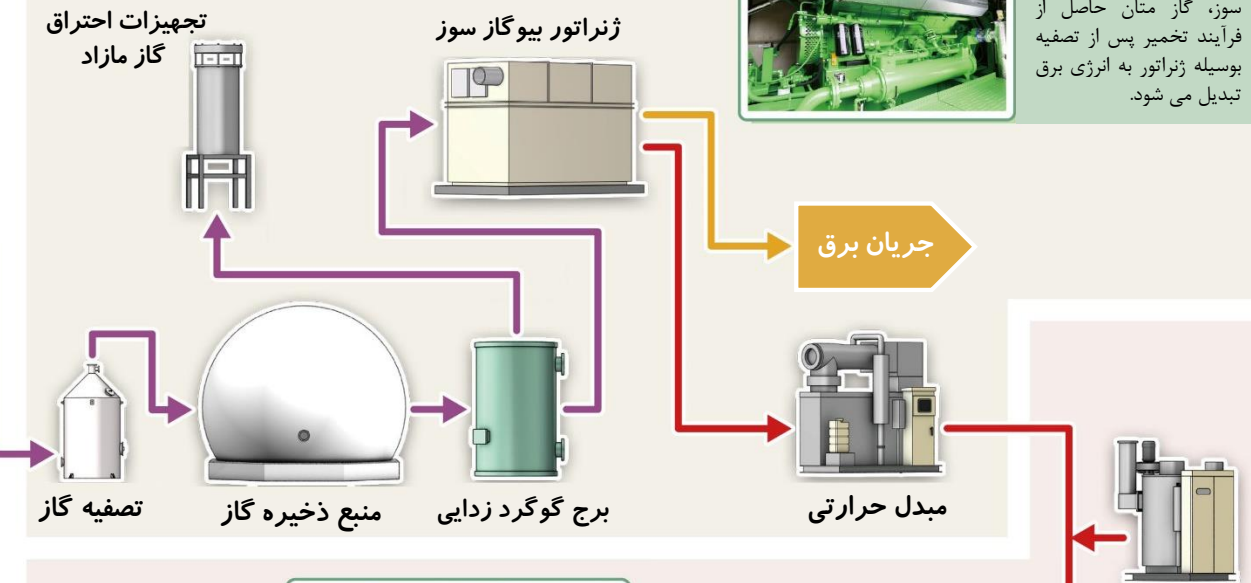 سوز، گاز متان حاصل از
فرآیند تخمیر پس از تصفیه
بوسیله ژنراتور به انرژی برق
تبدیل می شود.
ژنراتور بیوگاز سوز
تجهیزات احتراق
گاز مازاد
جریان برق
مبدل حرارتی
برج گوگرد زدایی
منبع ذخیره گاز
تصفیه گاز